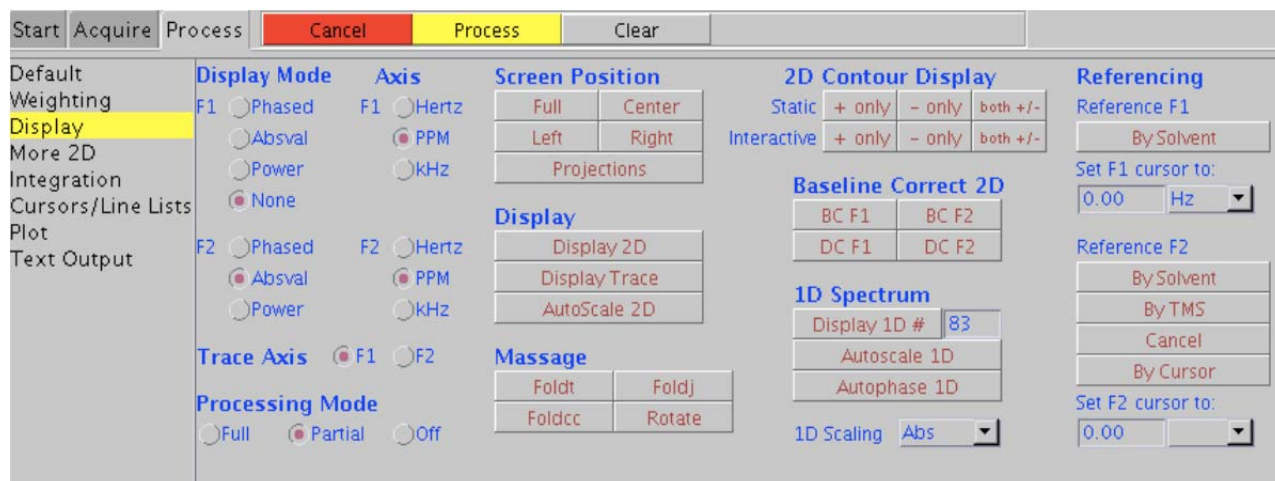 Start Acquire Process Cancel Process Clear
Default
Weighting
Display
More 2D
Integration
Cursors/Line Lists
Plot
Text Output
Display Mode Axis
F1 Phased F1 Hertz
Absval PPM
Power kHz
None
F2 Phased F2 Hertz
Absval PPM
Power kHz
Trace Axis F1 F2
Processing Mode
Full Partial Off
Screen Position
Full Center
Left Right
Projections
Display
Display 2D
Display Trace
AutoScale 2D
Massage
Foldt Foldj
Foldcc Rotate
2D Contour Display
Static + only - only both +/-
Interactive + only - only both +/-
Baseline Correct 2D
BC F1 BC F2
DC F1 DC F2
1D Spectrum
Display 1D # 83
Autoscale 1D
Autophase 1D
1D Scaling Abs
Referencing
Reference F1
By Solvent
Set F1 cursor to:
0.00 Hz
Reference F2
By Solvent
By TMS
Cancel
By Cursor
Set F2 cursor to:
0.00